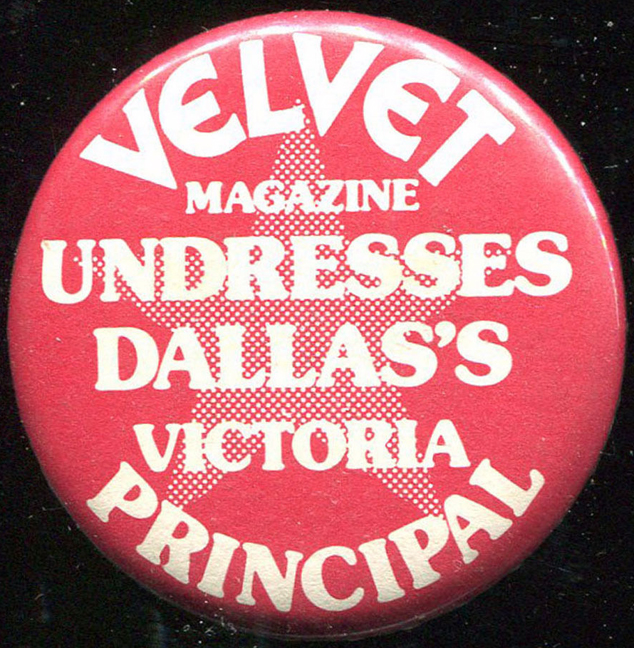 VELVET
MAGAZINE
UNDRESSES
DALLAS'S
VICTORIA
PRINCIPAL